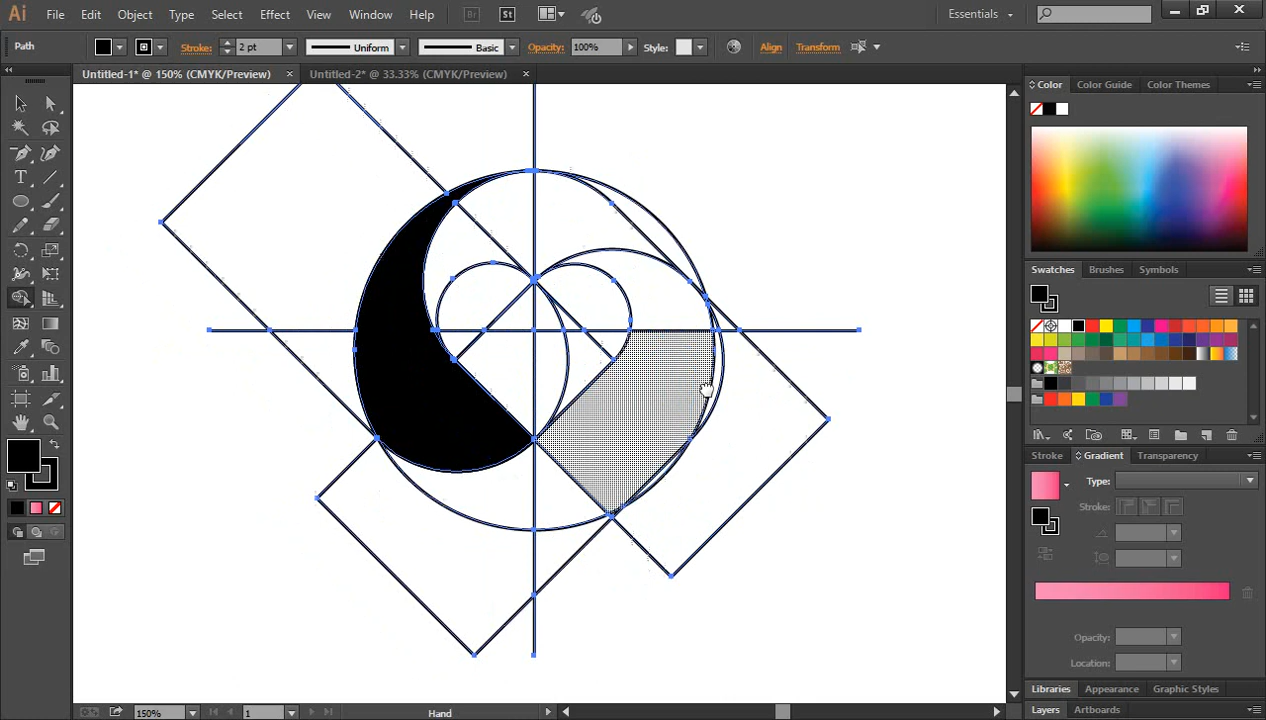 Ai File Edit Object Type Select Effect View Window Help Br St Essentials
Path Stroke: 2 pt Uniform Basic Opacity: 100% Style: Align Transform
Untitled-1* @ 150% (CMYK/Preview) × Untitled-2* @ 33.33% (CMYK/Preview) ×
Color Color Guide Color Themes
Swatches Brushes Symbols
Stroke Gradient Transparency
Type:
Stroke:
Opacity:
Location:
Libraries Appearance Graphic Styles
Layers Artboards
150% 1 Hand